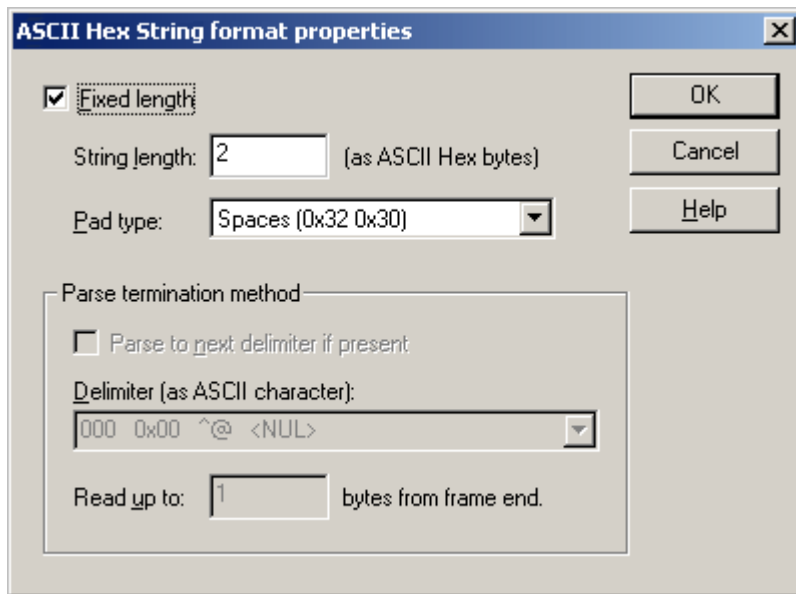 ASCII Hex String format properties
Fixed length
OK
String length: 2 (as ASCII Hex bytes)
Cancel
Pad type: Spaces (0x32 0x30)
Help
Parse termination method
Parse to next delimiter if present
Delimiter (as ASCII character):
000 0x00 ^@ <NUL>
Read up to: 1 bytes from frame end.